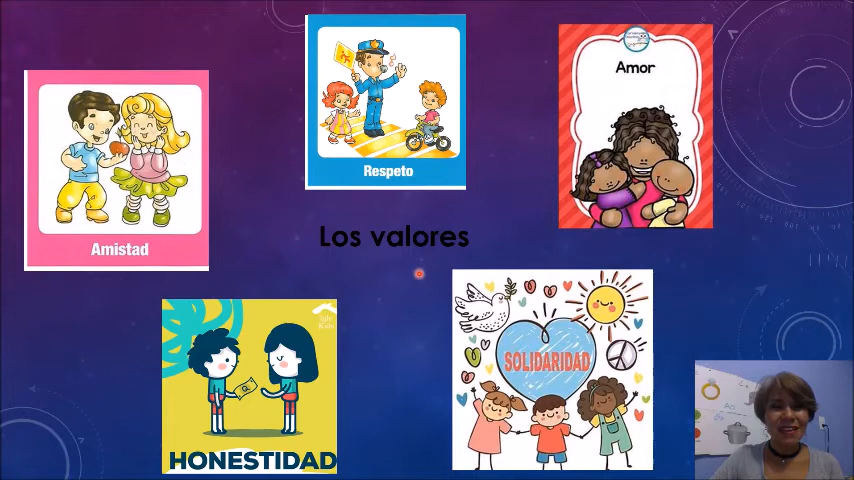 Respeto
Amor
Amistad
Los valores
SOLIDARIDAD
HONESTIDAD